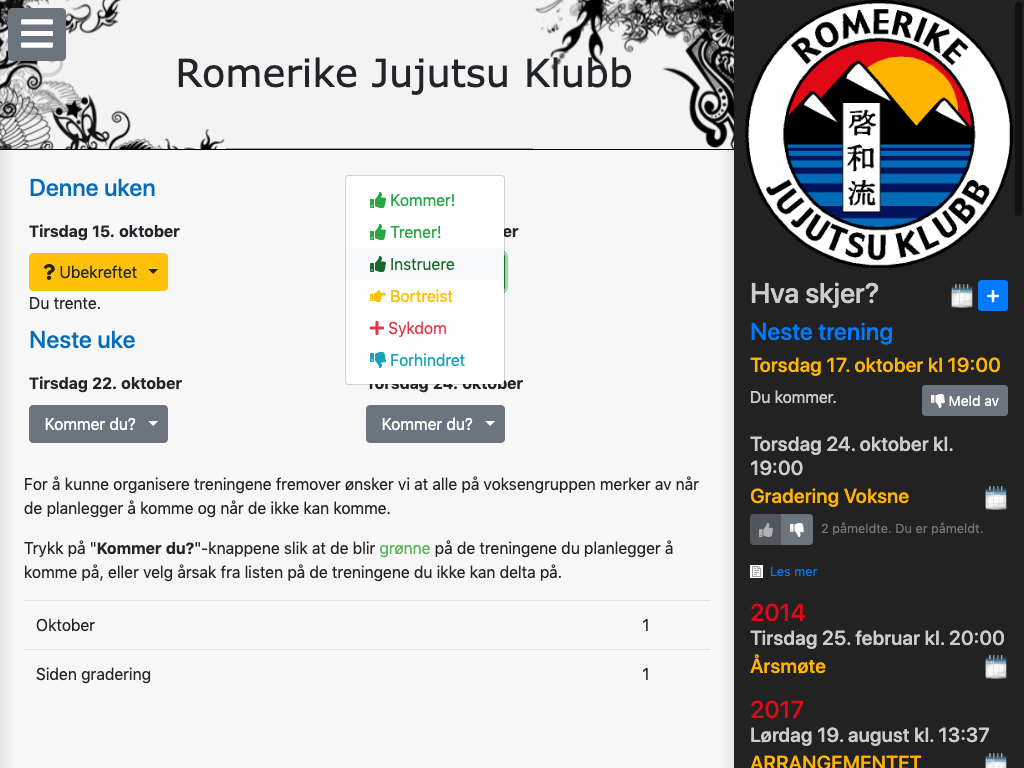 Romerike Jujutsu Klubb
Denne uken
Tirsdag 15. oktober
er
Ubekreftet
Du trente.
Kommer!
Trener!
Instruere
Bortreist
Sykdom
Forhindret
Neste uke
Tirsdag 22. oktober
Torsdag 24. oktober
Kommer du?
Kommer du?
For å kunne organisere treningene fremover ønsker vi at alle på voksengruppen merker av når
de planlegger å komme og når de ikke kan komme.
Trykk på "Kommer du?"-knappene slik at de blir grønne på de treningene du planlegger å
komme på, eller velg årsak fra listen på de treningene du ikke kan delta på.
Oktober 1
Siden gradering 1
ROMERIKE
啓和流
JUJUTSU KLUBB
Hva skjer?
Neste trening
Torsdag 17. oktober kl 19:00
Du kommer.
Meld av
Torsdag 24. oktober kl.
19:00
Gradering Voksne
2 påmeldte. Du er påmeldt.
Les mer
2014
Tirsdag 25. februar kl. 20:00
Årsmøte
2017
Lørdag 19. august kl. 13:37
ARRANGEMENTET